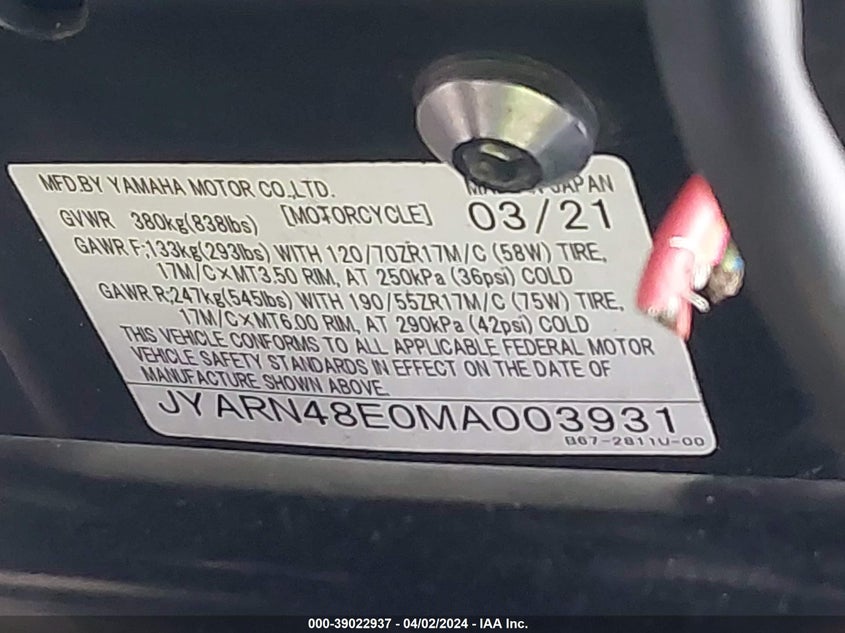 MFD.BY YAMAHA MOTOR CO.,LTD.
JAPAN
GVWR 380kg(838lbs) [MOTORCYCLE] 03/21
GAWR F;133kg(293lbs) WITH 120/70ZR17M/C (58W) TIRE,
17M/C×MT3.50 RIM, AT 250kPa (36psi) COLD
GAWR R;247kg(545lbs) WITH 190/55ZR17M/C (75W) TIRE,
17M/C×MT6.00 RIM, AT 290kPa (42psi) COLD
THIS VEHICLE CONFORMS TO ALL APPLICABLE FEDERAL MOTOR
VEHICLE SAFETY STANDARDS IN EFFECT ON THE DATE OF
MANUFACTURE SHOWN ABOVE.
JYARN48E0MA003931
B67-2811U-00
000-39022937 - 04/02/2024 - IAA Inc.